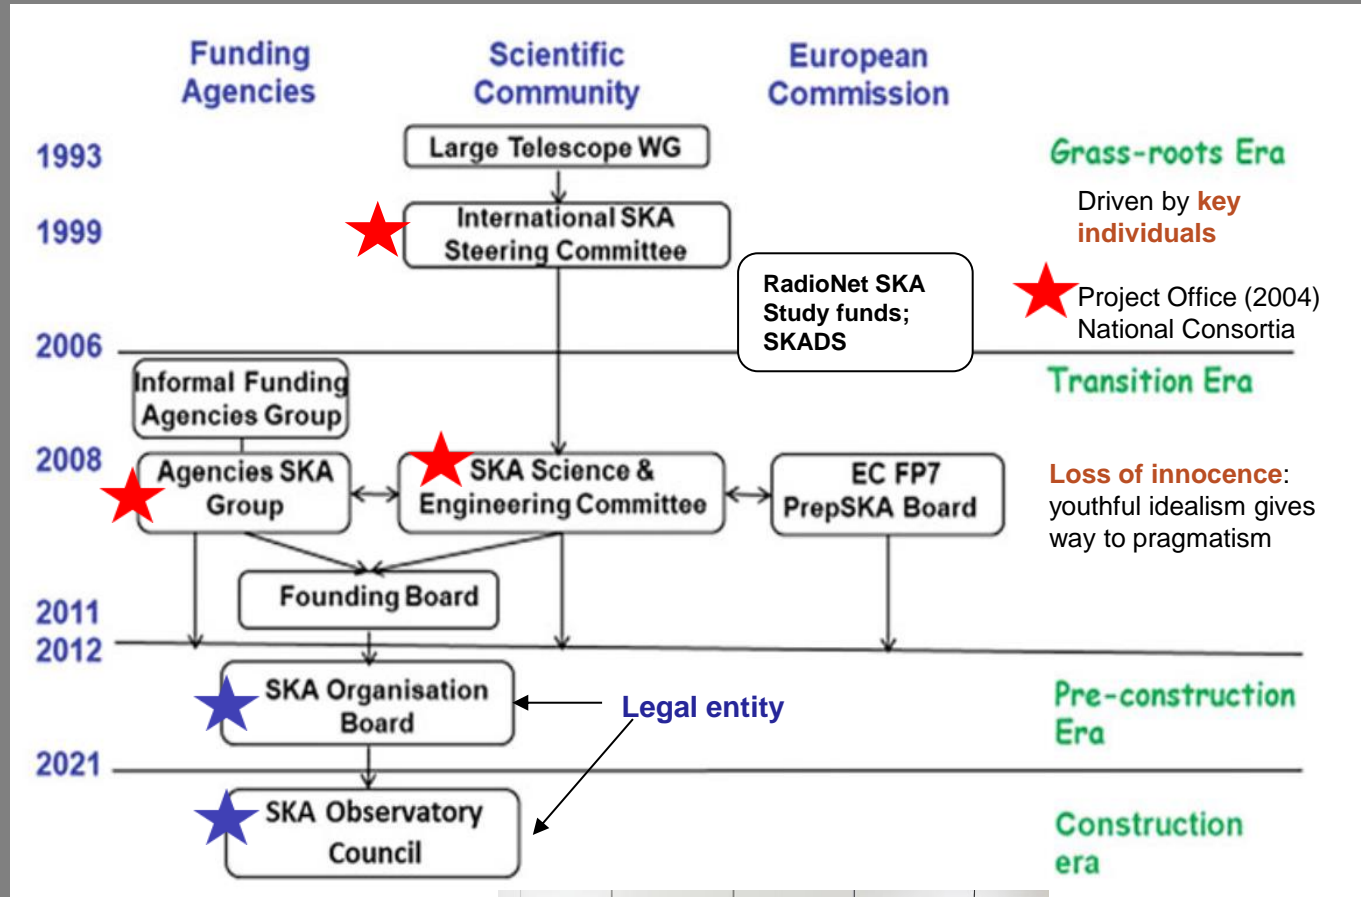 Funding
Agencies
Scientific
Community
European
Commission
1993
Large Telescope WG
Grass-roots Era
Driven by key
individuals
1999
International SKA
Steering Committee
RadioNet SKA
Study funds;
SKADS
Project Office (2004)
National Consortia
2006
Informal Funding
Agencies Group
Transition Era
2008
Agencies SKA
Group
SKA Science &
Engineering Committee
EC FP7
PrepSKA Board
Loss of innocence:
youthful idealism gives
way to pragmatism
2011
Founding Board
2012
SKA Organisation
Board
Legal entity
Pre-construction
Era
2021
SKA Observatory
Council
Construction
era